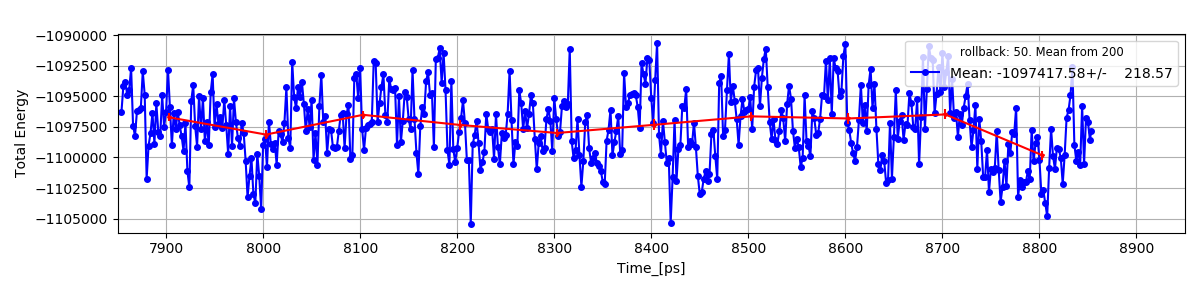 −1090000
−1092500
−1095000
−1097500
−1100000
−1102500
−1105000
Total Energy
rollback: 50. Mean from 200
Mean: -1097417.58+/- 218.57
7900 8000 8100 8200 8300 8400 8500 8600 8700 8800 8900
Time_[ps]